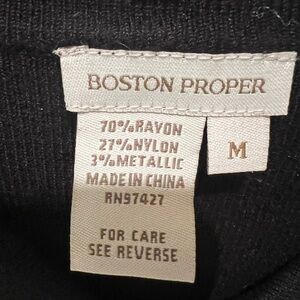 BOSTON PROPER
70%RAYON
27%NYLON
3%METALLIC
MADE IN CHINA
RN97427
FOR CARE
SEE REVERSE
M